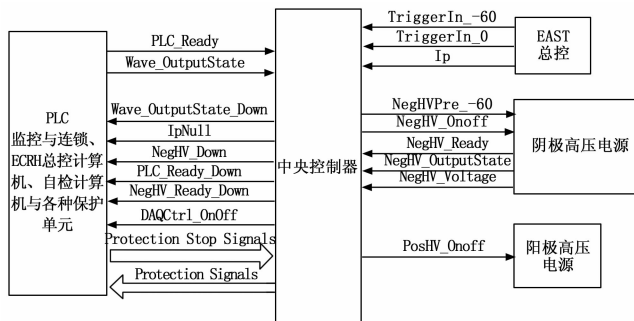 PLC
监控与连锁、
ECRH总控计算
机、自检计算
机与各种保护
单元
PLC_Ready
Wave_OutputState
Wave_OutputState_Down
IpNull
NegHV_Down
PLC_Ready_Down
NegHV_Ready_Down
DAQCtrl_OnOff
Protection Stop Signals
Protection Signals
中央控制器
TriggerIn_-60
TriggerIn_0
Ip
EAST
总控
NegHVPre_-60
NegHV_Onoff
NegHV_Ready
NegHV_OutputState
NegHV_Voltage
阴极高压电源
PosHV_Onoff
阳极高压
电源